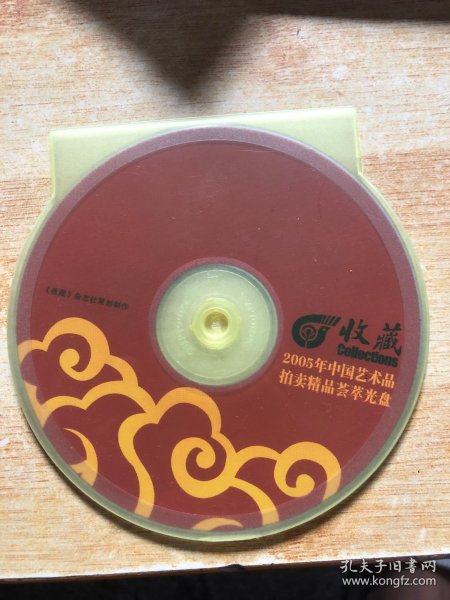 《收藏》杂志社策划制作
收藏
Collections
2005年中国艺术品
拍卖精品荟萃光盘
孔夫子旧书网
www.kongfz.com